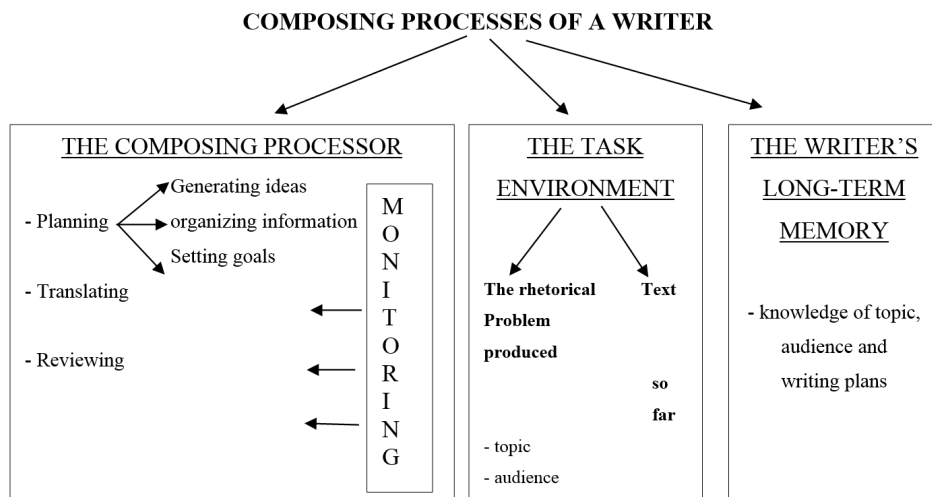 COMPOSING PROCESSES OF A WRITER
THE COMPOSING PROCESSOR
Generating ideas
- Planning
organizing information
Setting goals
- Translating
- Reviewing
M
O
N
I
T
O
R
I
N
G
THE TASK
ENVIRONMENT
The rhetorical Text
Problem
produced
so
far
- topic
- audience
THE WRITER'S
LONG-TERM
MEMORY
- knowledge of topic,
audience and
writing plans